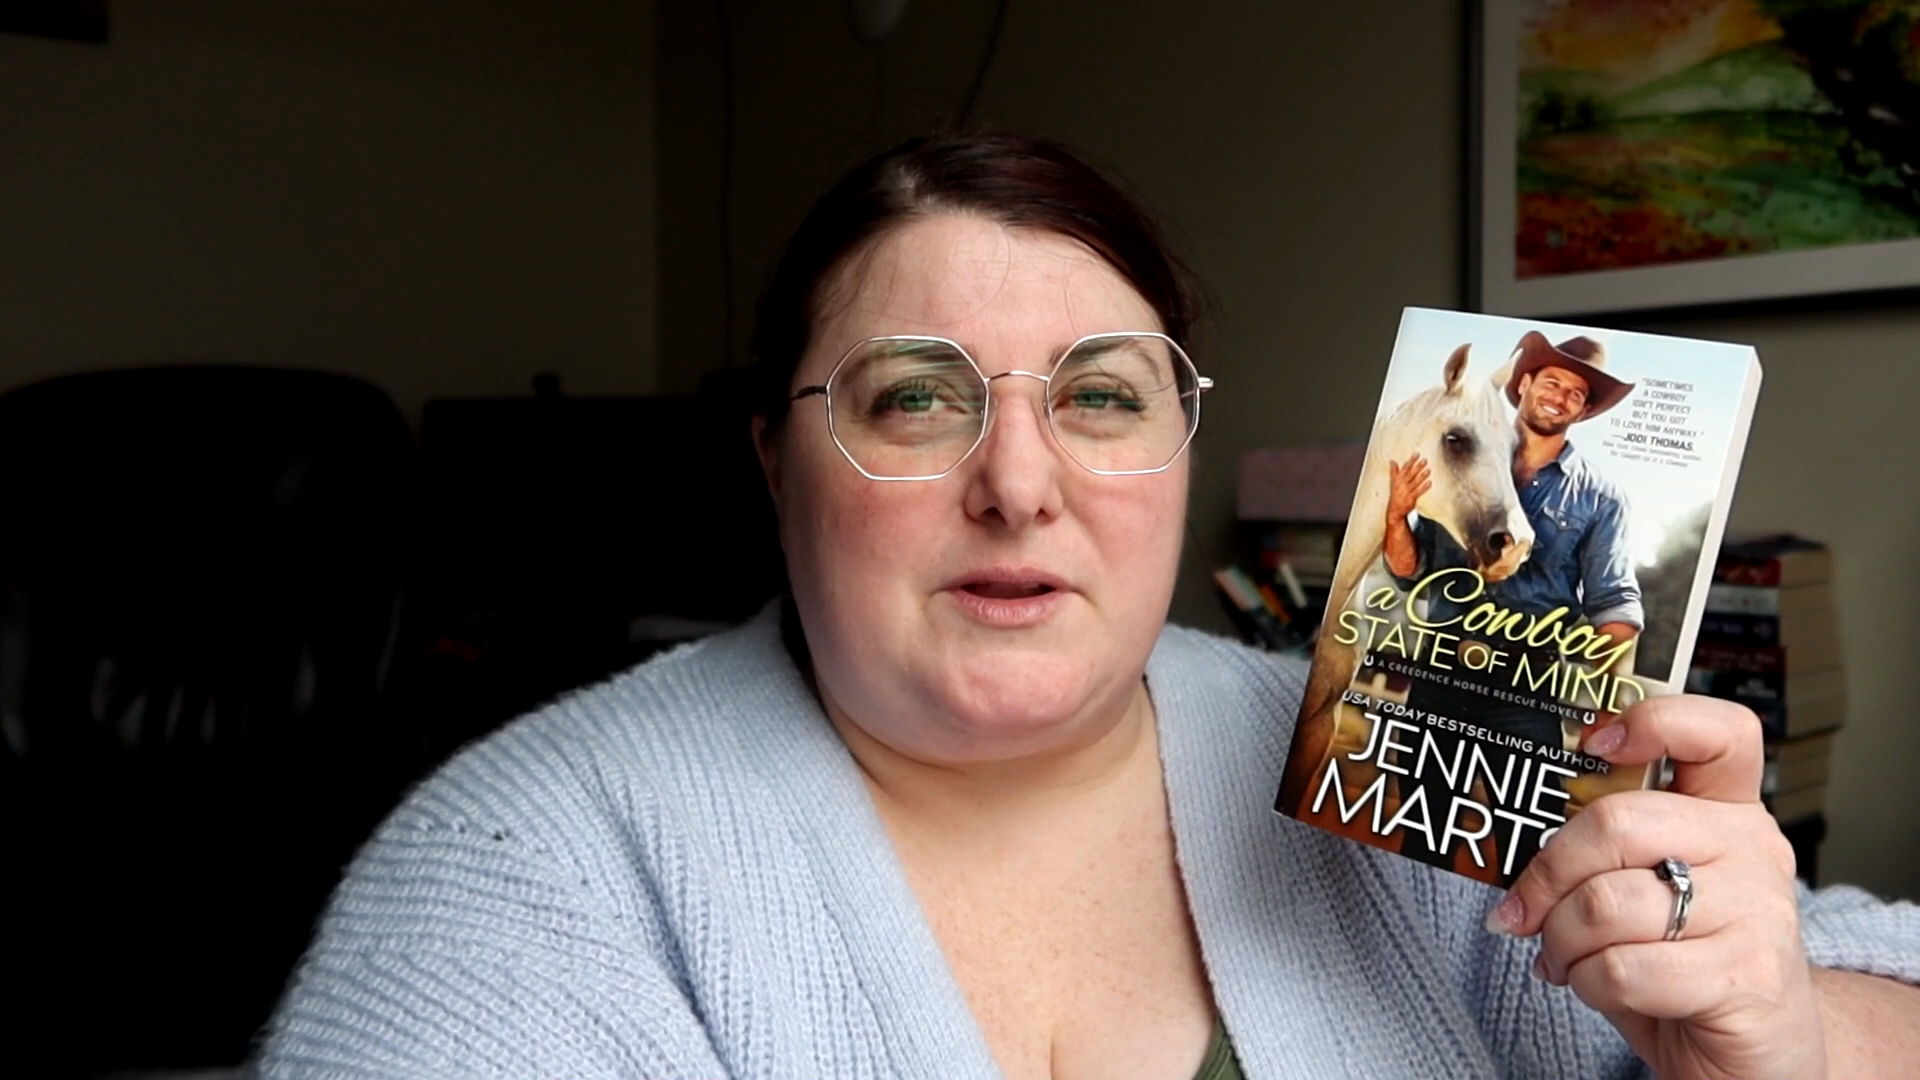 "SOMETIMES
A COWBOY
ISN'T PERFECT
BUT YOU GOT
TO LOVE HIM ANYWAY."
—JODI THOMAS,
a Cowboy
STATE OF MIND
A CREEDENCE HORSE RESCUE NOVEL
USA TODAY BESTSELLING AUTHOR
JENNIE
MARTS